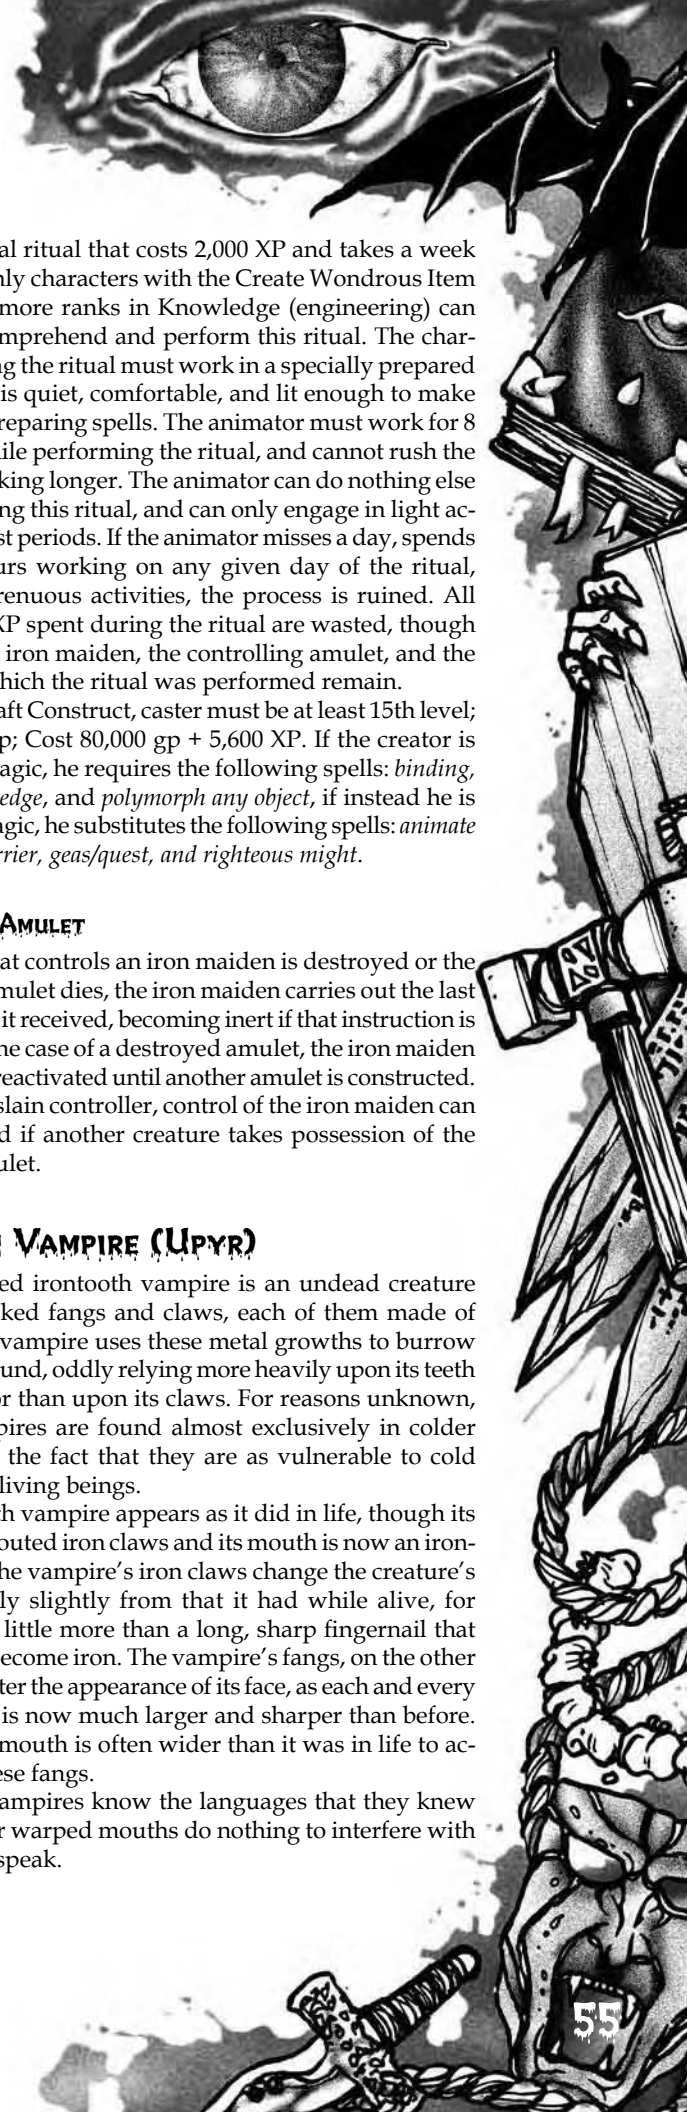 al ritual that costs 2,000 XP and takes a week
nly characters with the Create Wondrous Item
more ranks in Knowledge (engineering) can
omprehend and perform this ritual. The char-
ng the ritual must work in a specially prepared
is quiet, comfortable, and lit enough to make
reparing spells. The animator must work for 8
ile performing the ritual, and cannot rush the
king longer. The animator can do nothing else
ng this ritual, and can only engage in light ac-
st periods. If the animator misses a day, spends
urs working on any given day of the ritual,
renuous activities, the process is ruined. All
XP spent during the ritual are wasted, though
iron maiden, the controlling amulet, and the
hich the ritual was performed remain.
aft Construct, caster must be at least 15th level;
p; Cost 80,000 gp + 5,600 XP. If the creator is
agic, he requires the following spells: binding,
edge, and polymorph any object, if instead he is
agic, he substitutes the following spells: animate
rrier, geas/quest, and righteous might.
Amulet
at controls an iron maiden is destroyed or the
mulet dies, the iron maiden carries out the last
it received, becoming inert if that instruction is
he case of a destroyed amulet, the iron maiden
reactivated until another amulet is constructed.
slain controller, control of the iron maiden can
d if another creature takes possession of the
ulet.
Vampire (Upyr)
ed irontooth vampire is an undead creature
ked fangs and claws, each of them made of
vampire uses these metal growths to burrow
und, oddly relying more heavily upon its teeth
or than upon its claws. For reasons unknown,
pires are found almost exclusively in colder
the fact that they are as vulnerable to cold
living beings.
th vampire appears as it did in life, though its
outed iron claws and its mouth is now an iron-
he vampire's iron claws change the creature's
ly slightly from that it had while alive, for
little more than a long, sharp fingernail that
ecome iron. The vampire's fangs, on the other
ter the appearance of its face, as each and every
is now much larger and sharper than before.
mouth is often wider than it was in life to ac-
ese fangs.
ampires know the languages that they knew
r warped mouths do nothing to interfere with
speak.
55